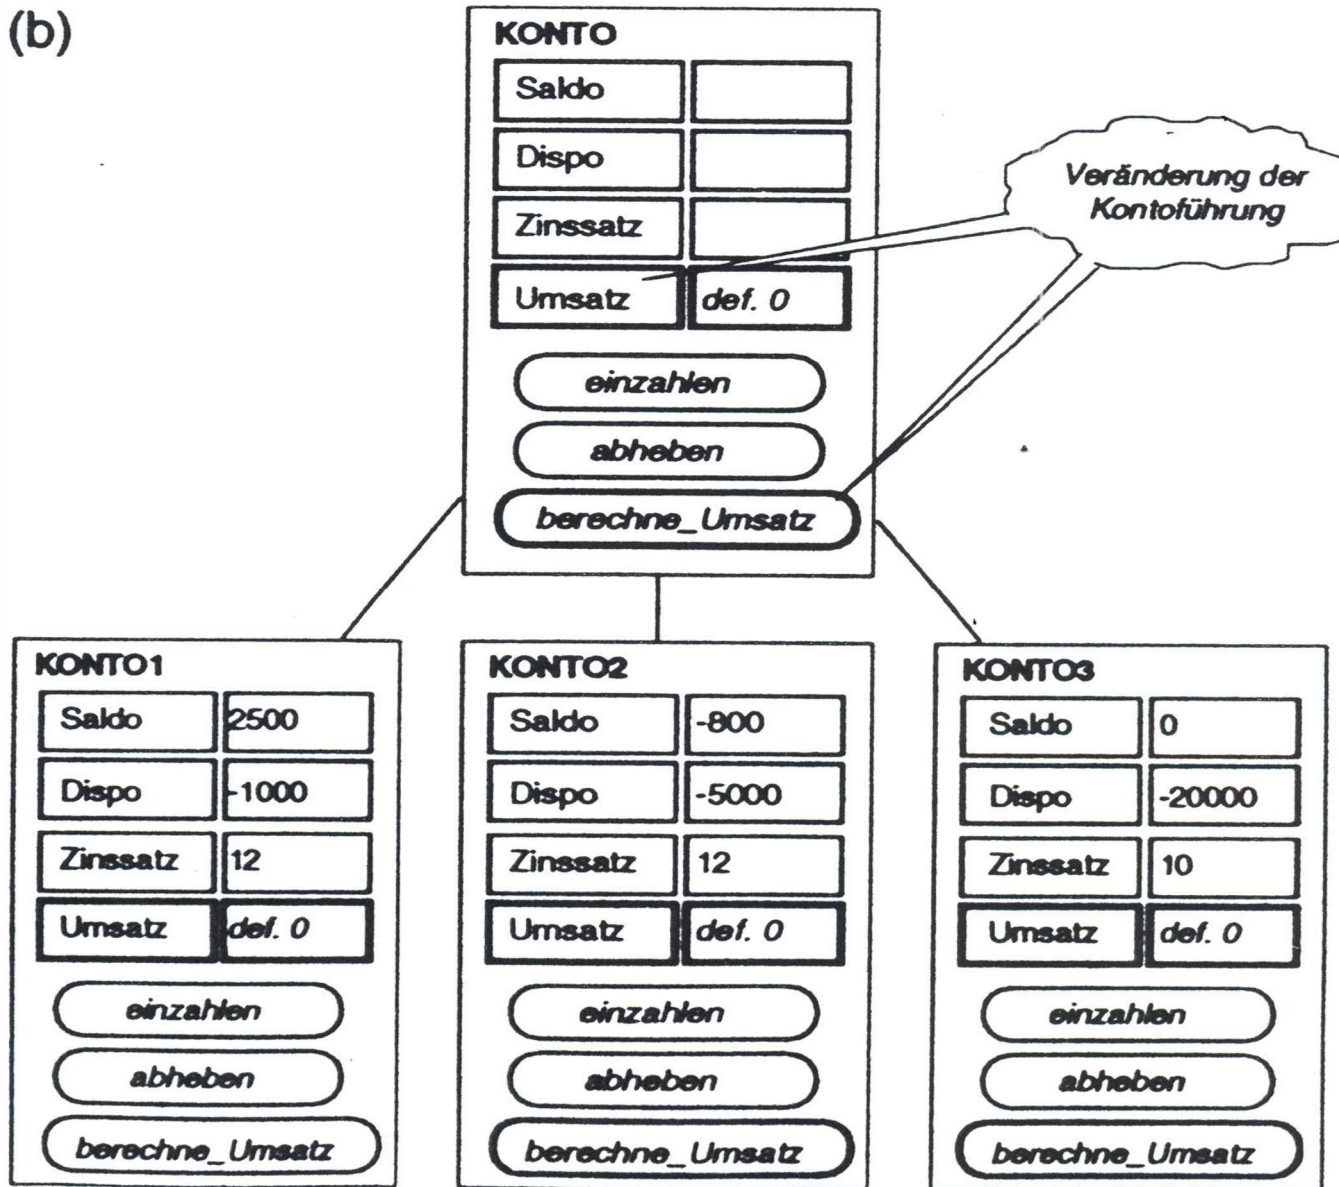 (b)
KONTO
Saldo
Dispo
Zinssatz
Umsatz def. 0
einzahlen
abheben
berechne_Umsatz
Veränderung der
Kontoführung
KONTO1
Saldo 2500
Dispo -1000
Zinssatz 12
Umsatz def. 0
einzahlen
abheben
berechne_Umsatz
KONTO2
Saldo -800
Dispo -5000
Zinssatz 12
Umsatz def. 0
einzahlen
abheben
berechne_Umsatz
KONTO3
Saldo 0
Dispo -20000
Zinssatz 10
Umsatz def. 0
einzahlen
abheben
berechne_Umsatz